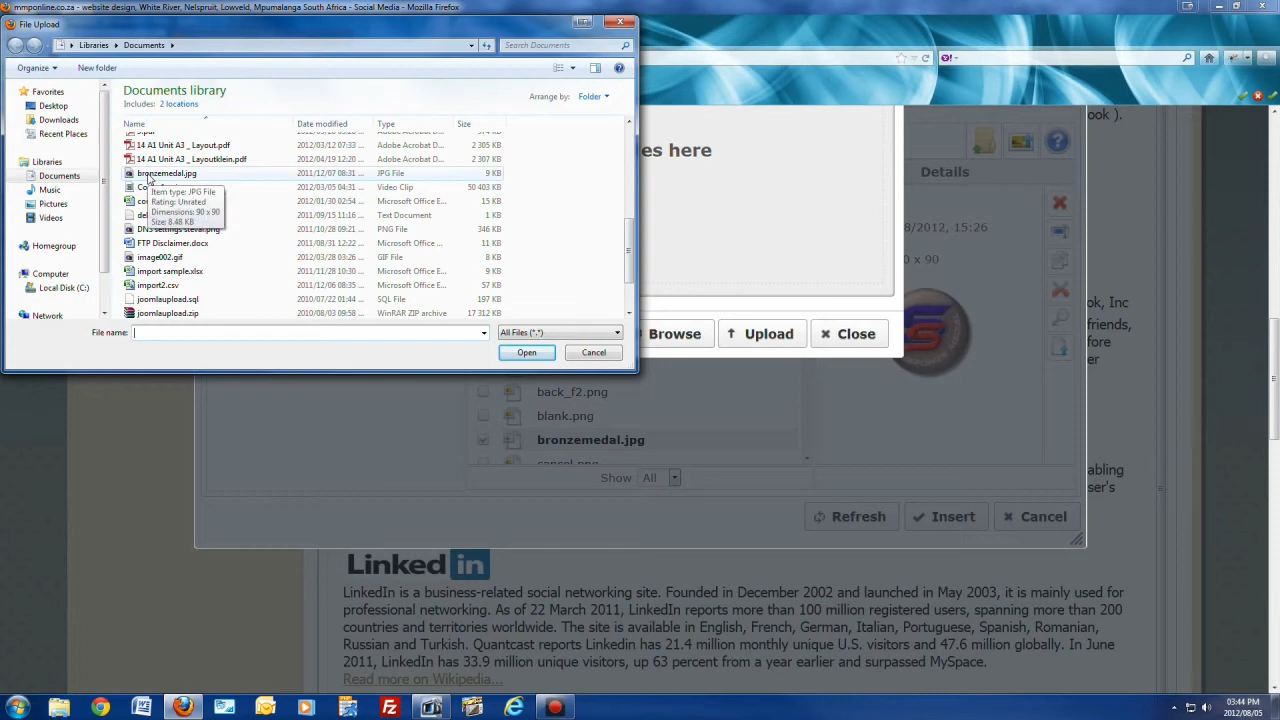 mmponline.co.za - website design, White River, Nelspruit, Lowveld, Mpumalanga South Africa - Social Media - Mozilla Firefox
File Upload
Libraries Documents
Search Documents
Organize New folder
Documents library
Includes: 2 locations
Arrange by: Folder
Name Date modified Type Size
14 A1 Unit A3 _ Layout.pdf 2012/03/07 07:33 ... Adobe Acrobat D... 2 305 KB
14 A1 Unit A3 _ Layoutklein.pdf 2012/04/19 12:20 ... Adobe Acrobat D... 2 307 KB
bronzemedal.jpg 2011/12/07 08:31 ... JPG File 9 KB
2012/03/05 04:31 ... Video Clip 50 403 KB
2012/01/30 02:54 ... Microsoft Office E... 15 KB
2011/09/15 11:16 ... Text Document 1 KB
DNS settings steval.png 2011/10/28 09:31 ... PNG File 346 KB
FTP Disclaimer.docx 2011/08/31 12:22 ... Microsoft Office ... 11 KB
image002.gif 2012/03/28 03:26 ... GIF File 8 KB
import sample.xlsx 2011/11/28 10:30 ... Microsoft Office E... 9 KB
import2.csv 2011/12/06 08:35 ... Microsoft Office E... 57 KB
joomlaupload.sql 2010/07/22 01:44 ... SQL File 197 KB
joomlaupload.zip 2010/08/03 09:58 ... WinRAR ZIP archive 17 312 KB
Item type: JPG File
Rating: Unrated
Dimensions: 90 x 90
Size: 8.48 KB
Favorites
Desktop
Downloads
Recent Places
Libraries
Documents
Music
Pictures
Videos
Homegroup
Computer
Local Disk (C:)
Network
File name: All Files (*.*)
Open Cancel
es here
Browse Upload Close
ook ).
Details
8/2012, 15:26
0 x 90
ok, Inc
friends,
fore
er
back_f2.png
blank.png
bronzemedal.jpg
cancel.png
Show All
abling
ser's
Refresh Insert Cancel
Linked in
LinkedIn is a business-related social networking site. Founded in December 2002 and launched in May 2003, it is mainly used for
professional networking. As of 22 March 2011, LinkedIn reports more than 100 million registered users, spanning more than 200
countries and territories worldwide. The site is available in English, French, German, Italian, Portuguese, Spanish, Romanian,
Russian and Turkish. Quantcast reports Linkedin has 21.4 million monthly unique U.S. visitors and 47.6 million globally. In June
2011, LinkedIn has 33.9 million unique visitors, up 63 percent from a year earlier and surpassed MySpace.
Read more on Wikipedia...
03:44 PM
2012/08/05